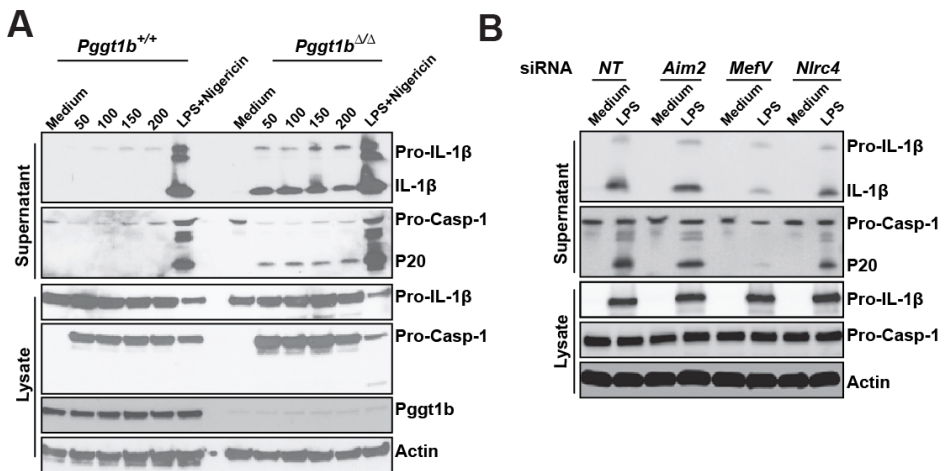 A
Pggt1b+/+
Pggt1bΔ/Δ
Medium 50 100 150 200 LPS+Nigericin Medium 50 100 150 200 LPS+Nigericin
Supernatant
Pro-IL-1β
IL-1β
Pro-Casp-1
P20
Lysate
Pro-IL-1β
Pro-Casp-1
Pggt1b
Actin
B
siRNA NT Aim2 MefV Nlrc4
Medium LPS Medium LPS Medium LPS Medium LPS
Supernatant
Pro-IL-1β
IL-1β
Pro-Casp-1
P20
Lysate
Pro-IL-1β
Pro-Casp-1
Actin